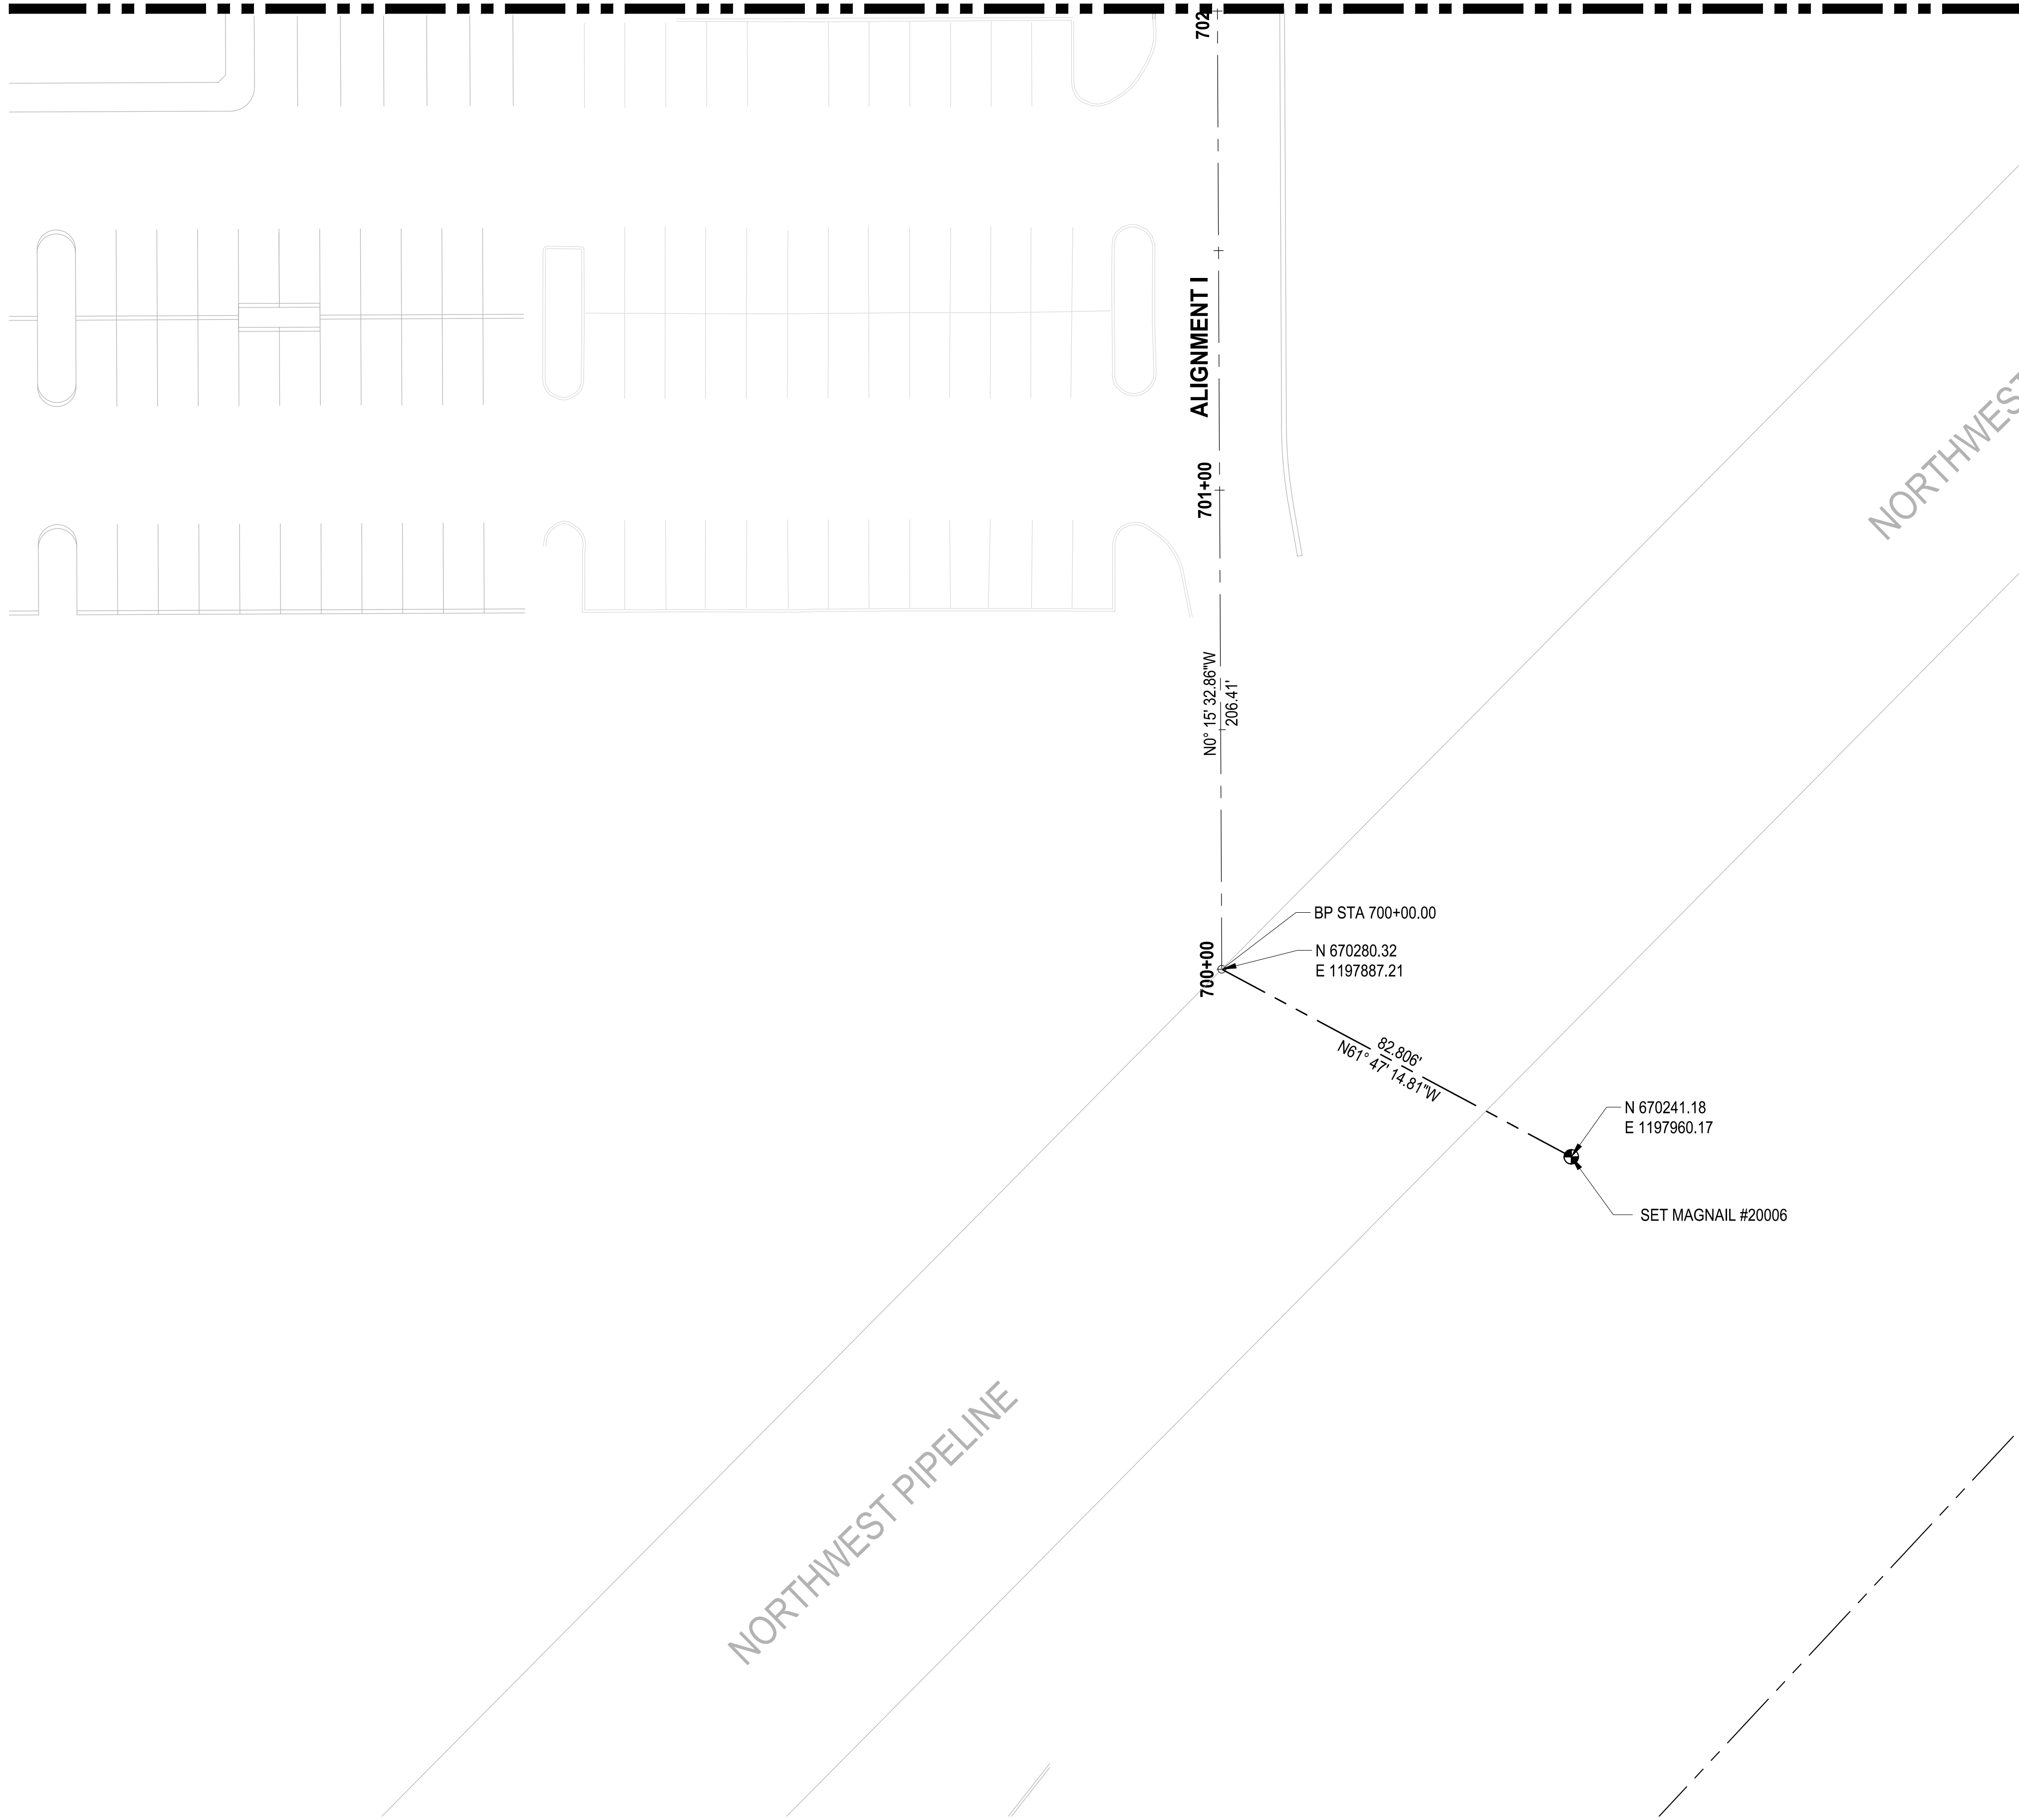 702
ALIGNMENT I
NORTHWEST
701+00
N0° 15' 32.86"W
206.41'
BP STA 700+00.00
N 670280.32
E 1197887.21
700+00
82.806'
N61° 47' 14.81"W
N 670241.18
E 1197960.17
SET MAGNAIL #20006
NORTHWEST PIPELINE